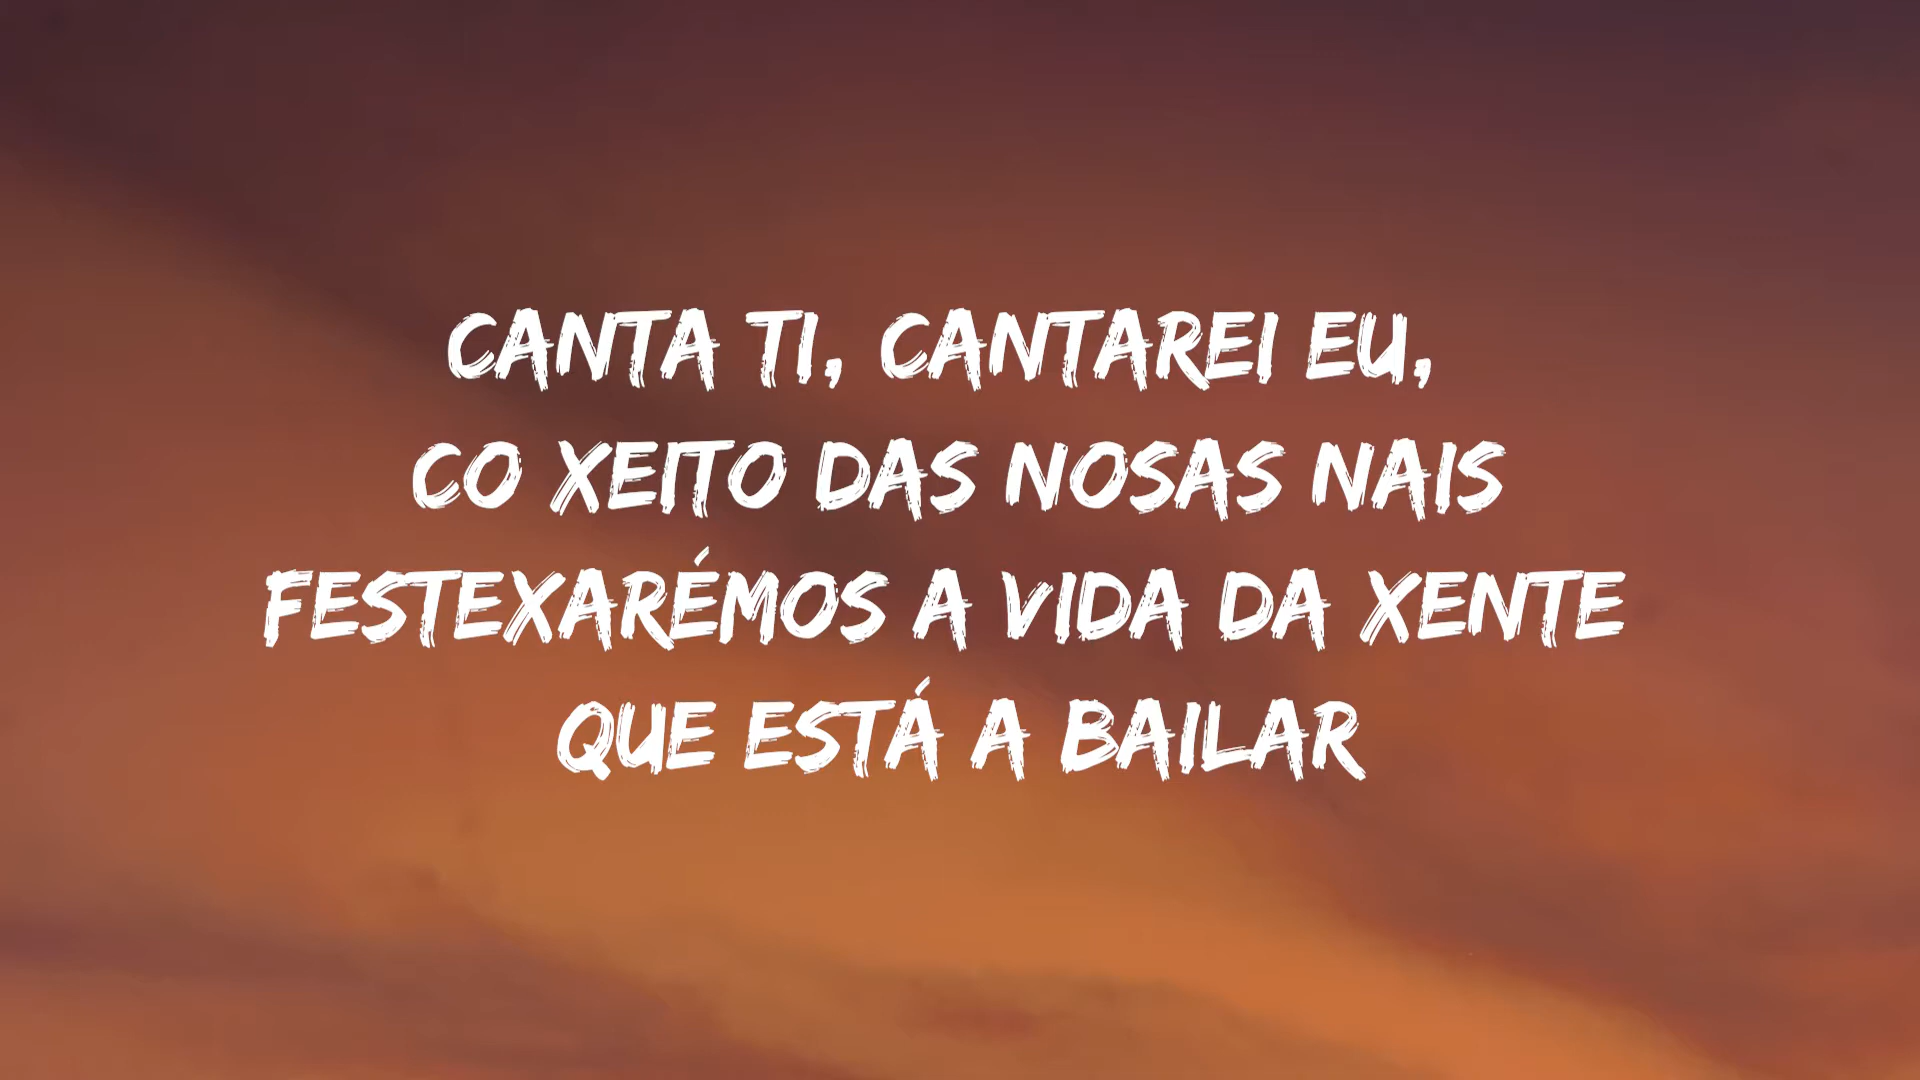 CANTA TI, CANTAREI EU,
CO XEITO DAS NOSAS NAIS
FESTEXARÉMOS A VIDA DA XENTE
QUE ESTÁ A BAILAR